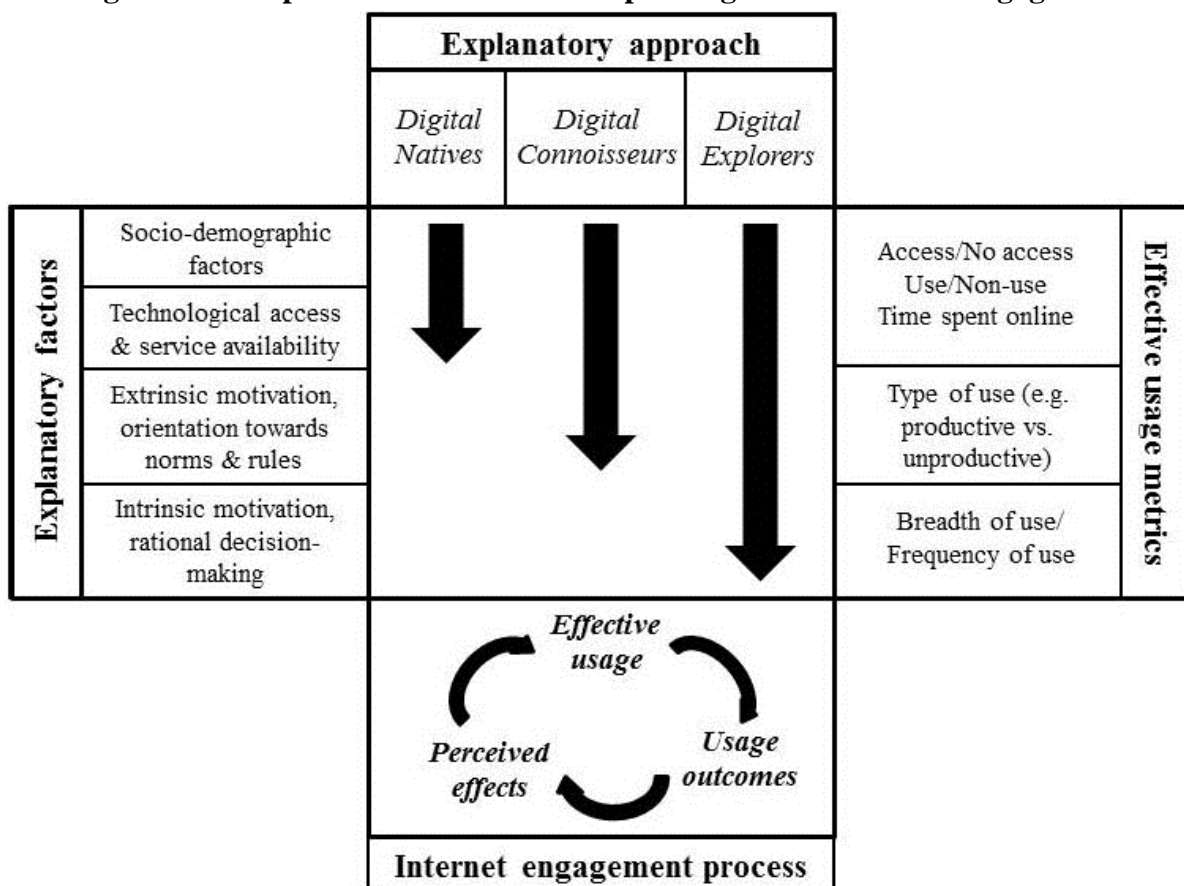 Explanatory approach
Digital
Natives
Digital
Connoisseurs
Digital
Explorers
Explanatory factors
Socio-demographic
factors
Technological access
& service availability
Extrinsic motivation,
orientation towards
norms & rules
Intrinsic motivation,
rational decision-
making
Access/No access
Use/Non-use
Time spent online
Type of use (e.g.
productive vs.
unproductive)
Breadth of use/
Frequency of use
Effective usage metrics
Effective
usage
Usage
outcomes
Perceived
effects
Internet engagement process